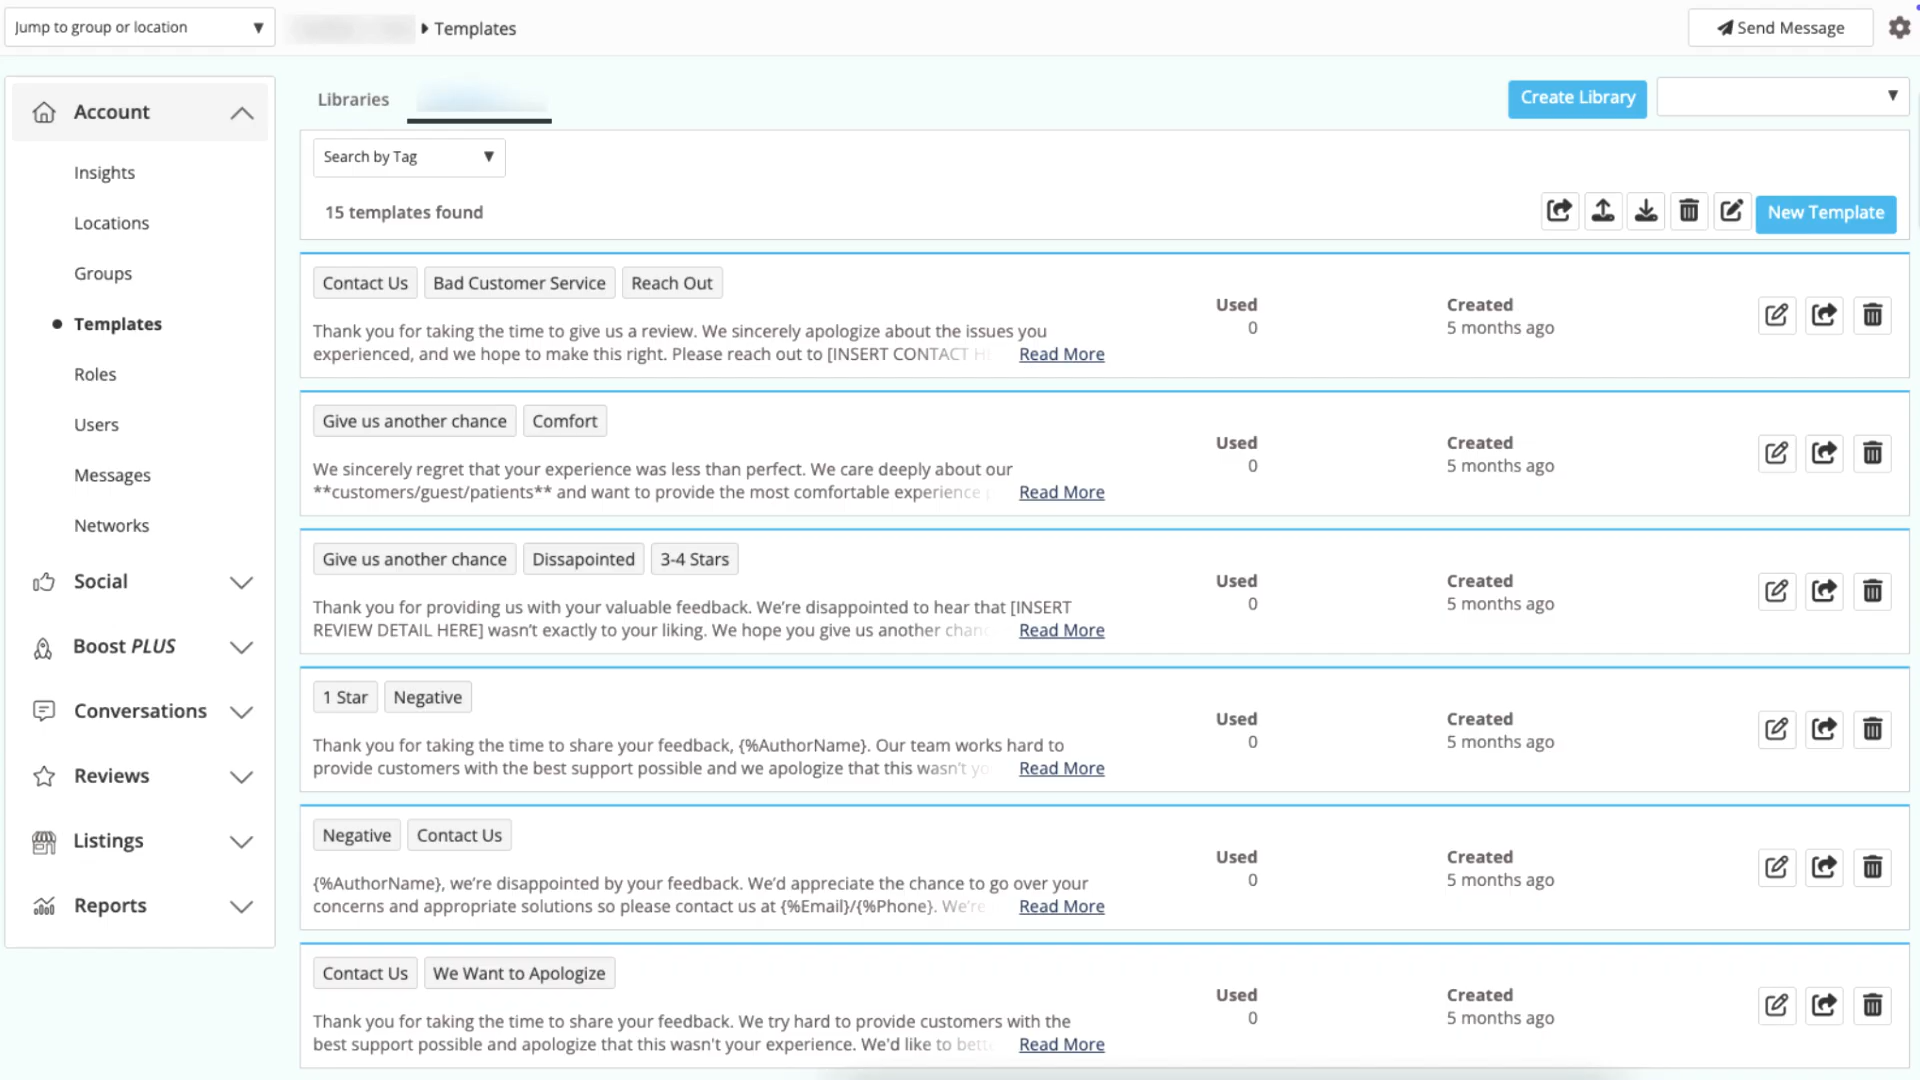 Jump to group or location ▼
Templates
Send Message
Account
Insights
Locations
Groups
Templates
Roles
Users
Messages
Networks
Social
Boost PLUS
Conversations
Reviews
Listings
Reports
Libraries
Create Library
Search by Tag ▼
15 templates found
New Template
Contact Us Bad Customer Service Reach Out
Thank you for taking the time to give us a review. We sincerely apologize about the issues you
experienced, and we hope to make this right. Please reach out to [INSERT CONTACT Read More
Used
0
Created
5 months ago
Give us another chance Comfort
We sincerely regret that your experience was less than perfect. We care deeply about our
**customers/guest/patients** and want to provide the most comfortable experience Read More
Used
0
Created
5 months ago
Give us another chance Dissapointed 3-4 Stars
Thank you for providing us with your valuable feedback. We're disappointed to hear that [INSERT
REVIEW DETAIL HERE] wasn't exactly to your liking. We hope you give us another chanc Read More
Used
0
Created
5 months ago
1 Star Negative
Thank you for taking the time to share your feedback, {%AuthorName}. Our team works hard to
provide customers with the best support possible and we apologize that this wasn't yo Read More
Used
0
Created
5 months ago
Negative Contact Us
{%AuthorName}, we're disappointed by your feedback. We'd appreciate the chance to go over your
concerns and appropriate solutions so please contact us at {%Email}/{%Phone}. We're Read More
Used
0
Created
5 months ago
Contact Us We Want to Apologize
Thank you for taking the time to share your feedback. We try hard to provide customers with the
best support possible and apologize that this wasn't your experience. We'd like to bette Read More
Used
0
Created
5 months ago